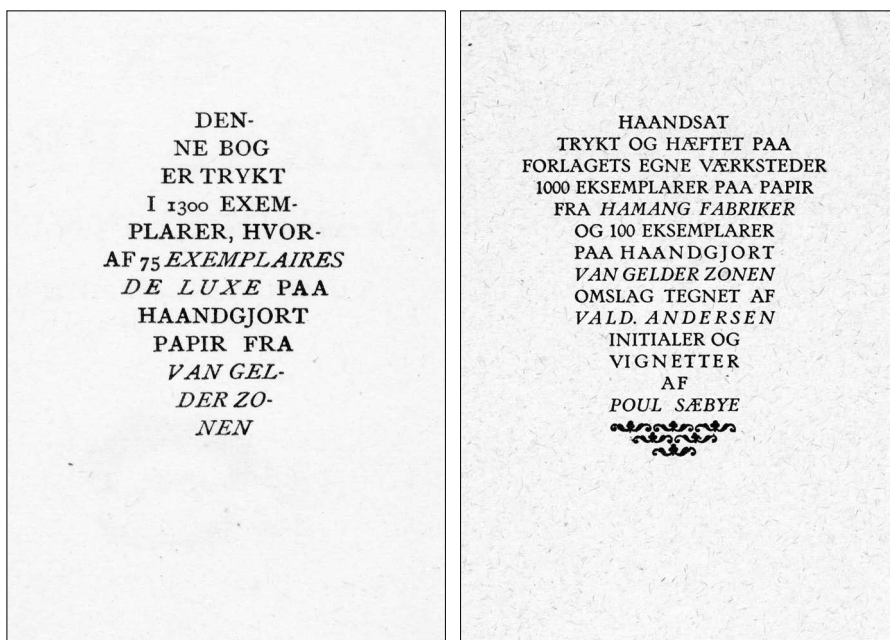 DEN-
NE BOG
ER TRYKT
I 1300 EXEM-
PLARER, HVOR-
AF 75 EXEMPLAIRES
DE LUXE PAA
HAANDGJORT
PAPIR FRA
VAN GEL-
DER ZO-
NEN
HAANDSAT
TRYKT OG HÆFTET PAA
FORLAGETS EGNE VÆRKSTEDER
1000 EKSEMPLARER PAA PAPIR
FRA HAMANG FABRIKER
OG 100 EKSEMPLARER
PAA HAANDGJORT
VAN GELDER ZONEN
OMSLAG TEGNET AF
VALD. ANDERSEN
INITIALER OG
VIGNETTER
AF
POUL SÆBYE